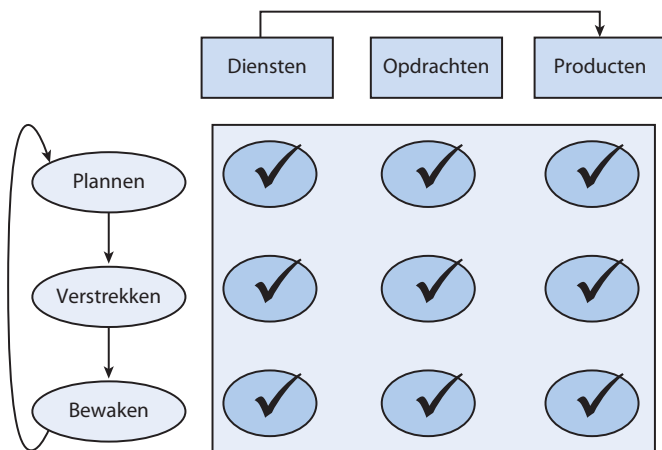 Diensten
Opdrachten
Producten
Plannen
Verstrekken
Bewaken